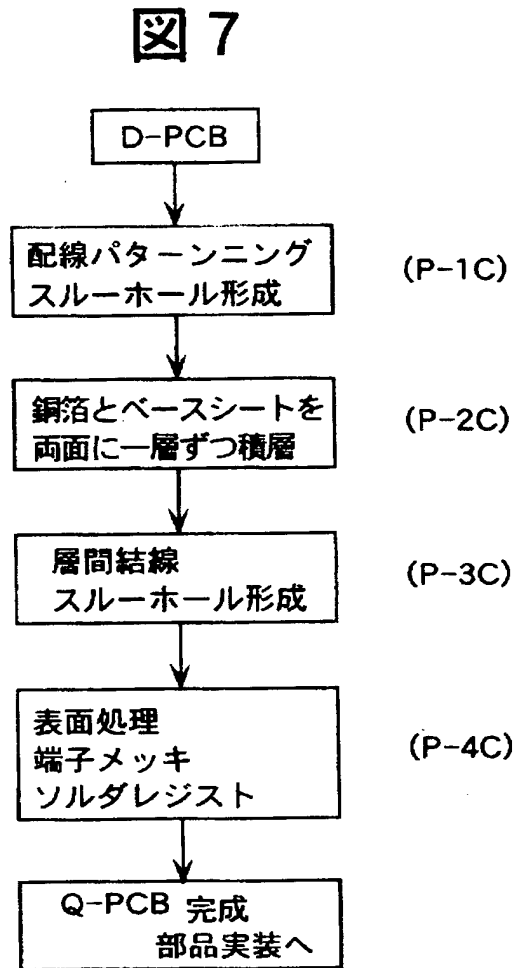 図 7
D-PCB
配線パターンニング
スルーホール形成
(P-1C)
銅箔とベースシートを
両面に一層ずつ積層
(P-2C)
層間結線
スルーホール形成
(P-3C)
表面処理
端子メッキ
ソルダレジスト
(P-4C)
Q-PCB 完成
部品実装へ